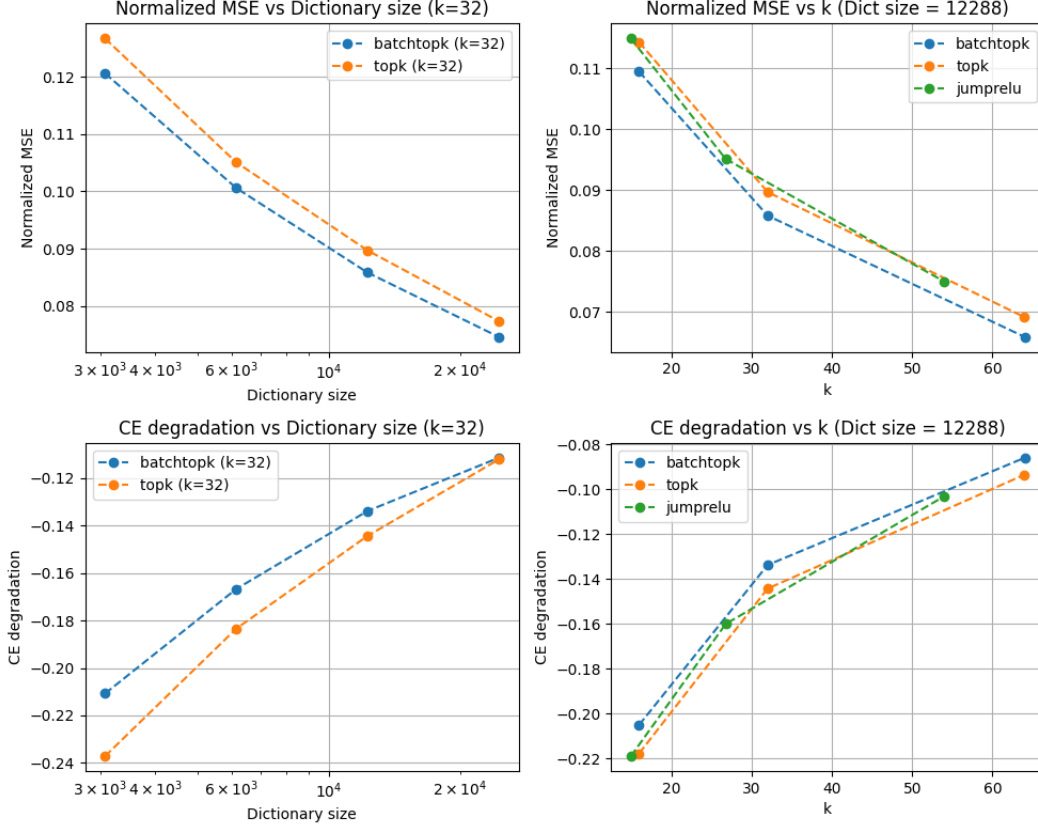 Normalized MSE vs Dictionary size (k=32)
Normalized MSE
0.12
0.11
0.10
0.09
0.08
batchtopk (k=32)
topk (k=32)
3 × 10³
4 × 10³
6 × 10³
10⁴
2 × 10⁴
Dictionary size
Normalized MSE vs k (Dict size = 12288)
Normalized MSE
0.11
0.10
0.09
0.08
0.07
batchtopk
topk
jumprelu
20
30
40
50
60
k
CE degradation vs Dictionary size (k=32)
CE degradation
−0.12
−0.14
−0.16
−0.18
−0.20
−0.22
−0.24
batchtopk (k=32)
topk (k=32)
3 × 10³
4 × 10³
6 × 10³
10⁴
2 × 10⁴
Dictionary size
CE degradation vs k (Dict size = 12288)
CE degradation
−0.08
−0.10
−0.12
−0.14
−0.16
−0.18
−0.20
−0.22
batchtopk
topk
jumprelu
20
30
40
50
60
k